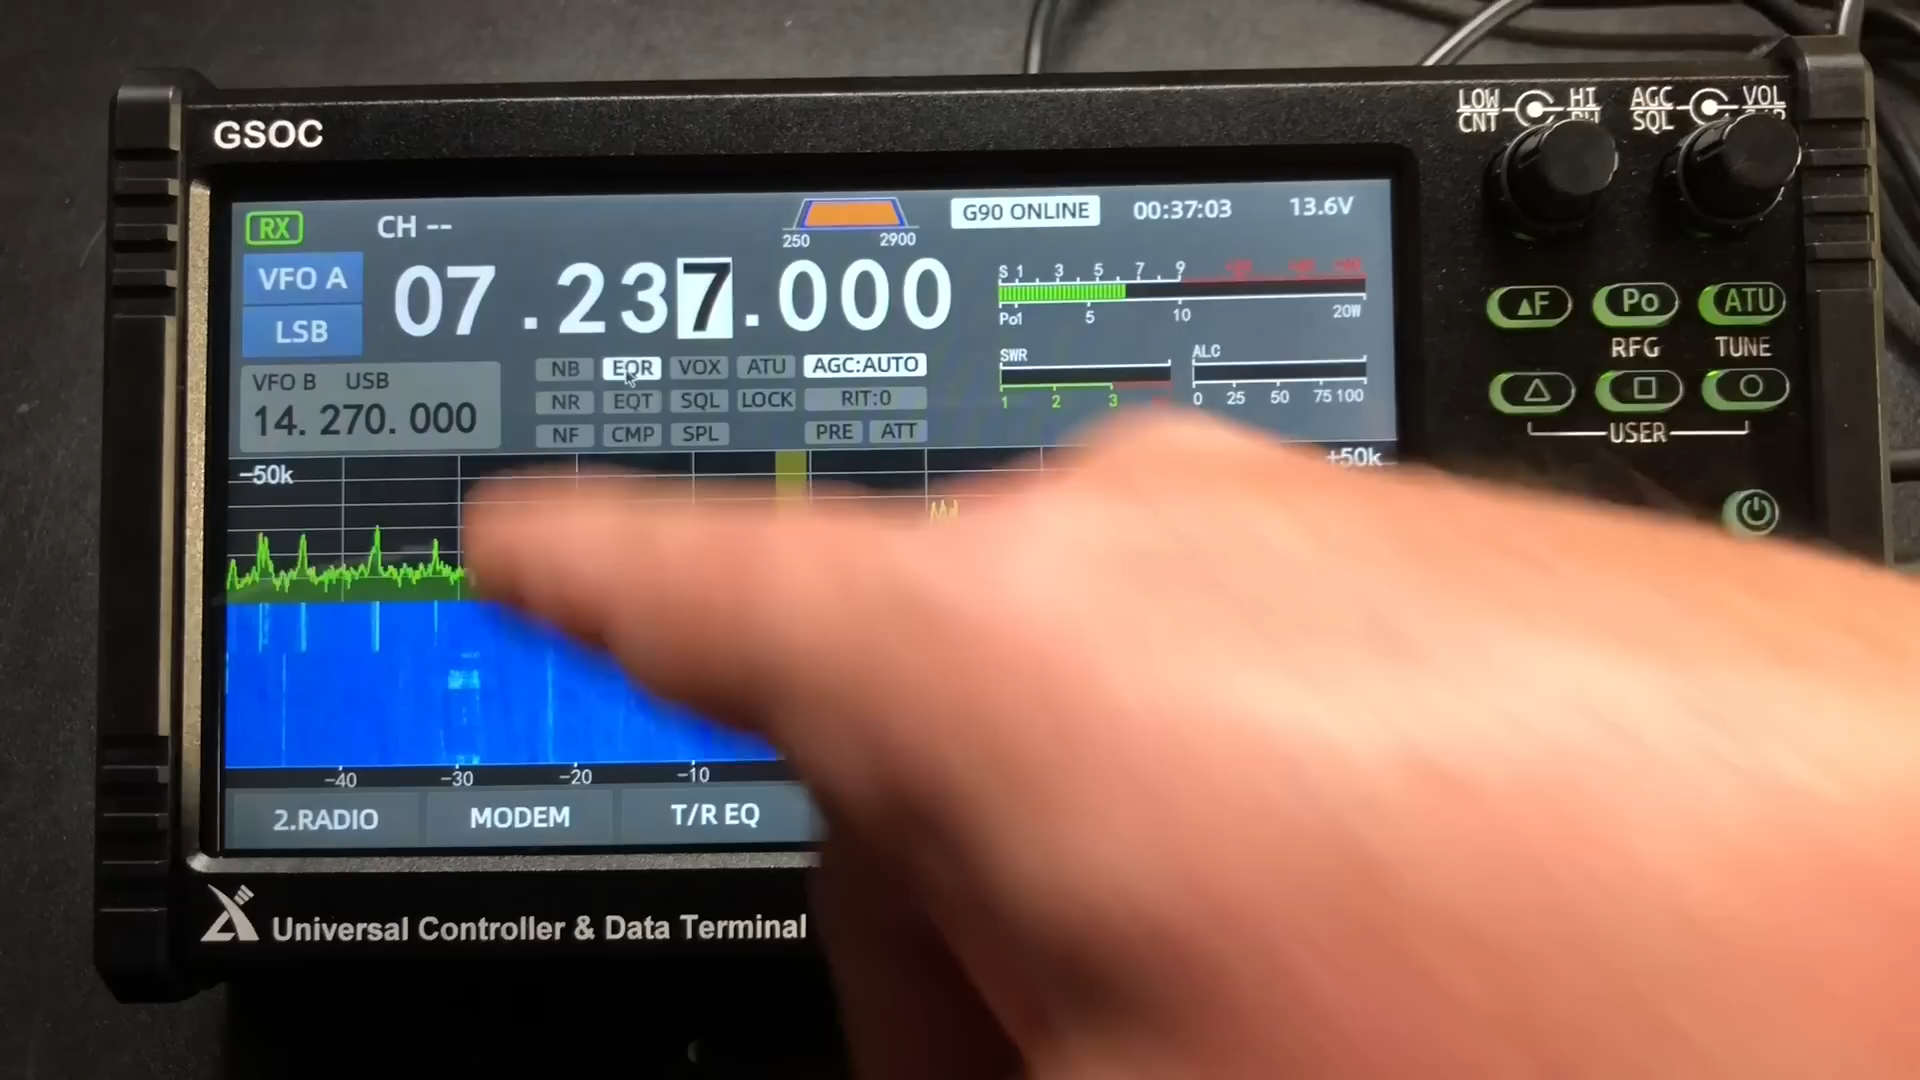 GSOC
LOW HI AGC VOL
CNT SQL
RX CH -- 250 2900 G90 ONLINE 00:37:03 13.6V
VFO A 07.237.000
LSB
S 1 3 5 7 9
Po1 5 10 20W
▲F Po ATU
RFG TUNE
VFO B USB
14. 270. 000
NB EQR VOX ATU AGC:AUTO
NR EQT SQL LOCK RIT:0
NF CMP SPL PRE ATT
SWR ALC
1 2 3 0 25 50 75 100
USER
-50k +50k
-40 -30 -20 -10
2.RADIO MODEM T/R EQ
Universal Controller & Data Terminal